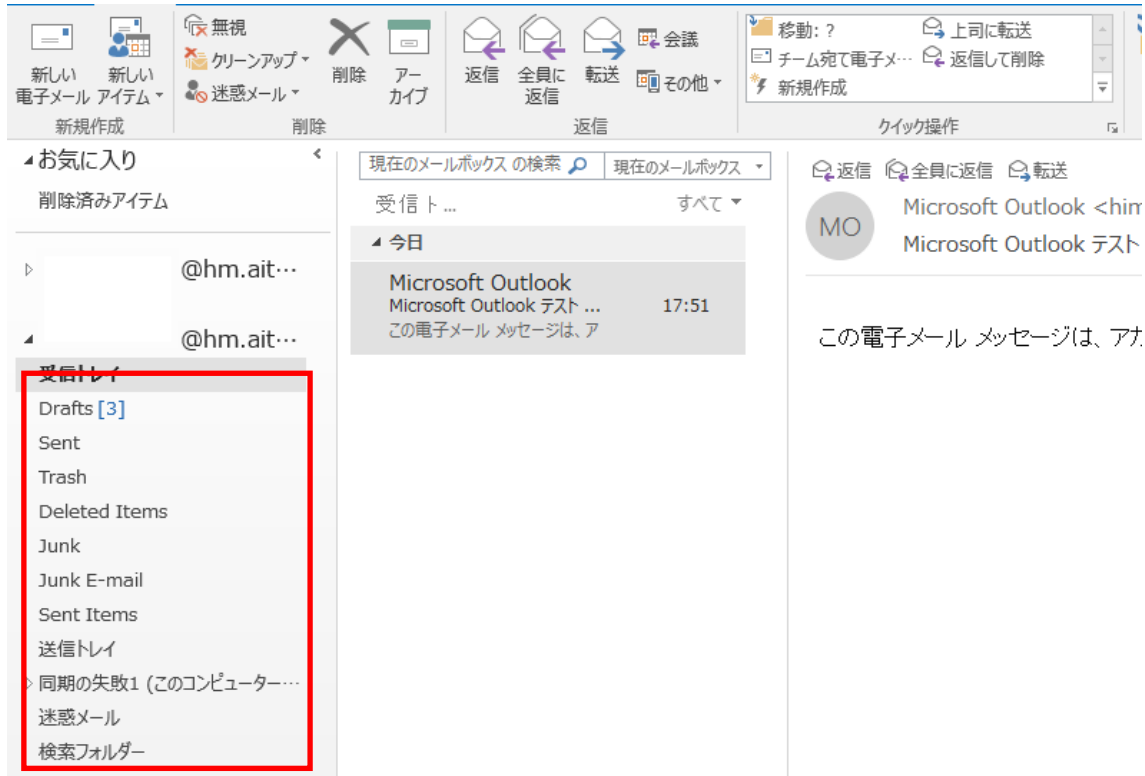 新しい
電子メール
新しい
アイテム
新規作成
無視
クリーンアップ
迷惑メール
削除
アー
カイブ
削除
返信
全員に
返信
転送
会議
その他
返信
移動: ?
チーム宛て電子メ…
新規作成
上司に転送
返信して削除
クイック操作
お気に入り
削除済みアイテム
@hm.ait…
@hm.ait…
受信トレイ
Drafts [3]
Sent
Trash
Deleted Items
Junk
Junk E-mail
Sent Items
送信トレイ
同期の失敗1 (このコンピューター…
迷惑メール
検索フォルダー
現在のメールボックス の検索
現在のメールボックス
受信ト...
すべて
今日
Microsoft Outlook
Microsoft Outlook テスト ...
17:51
この電子メール メッセージは、ア
返信
全員に返信
転送
MO
Microsoft Outlook <him
Microsoft Outlook テスト
この電子メール メッセージは、アカ